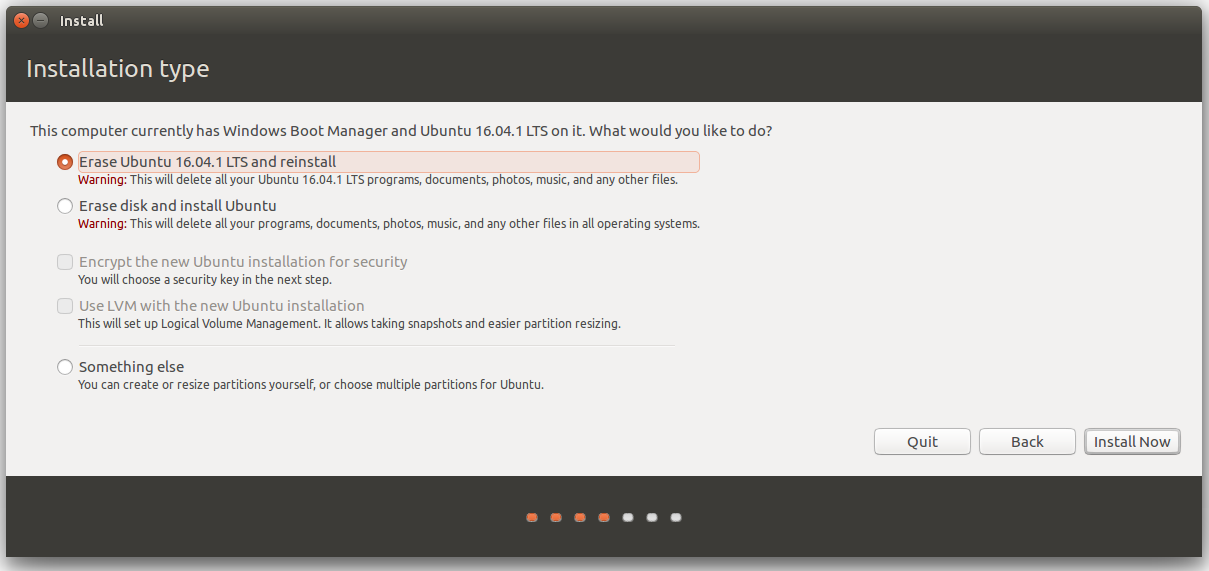 Install
Installation type
This computer currently has Windows Boot Manager and Ubuntu 16.04.1 LTS on it. What would you like to do?
Erase Ubuntu 16.04.1 LTS and reinstall
Warning: This will delete all your Ubuntu 16.04.1 LTS programs, documents, photos, music, and any other files.
Erase disk and install Ubuntu
Warning: This will delete all your programs, documents, photos, music, and any other files in all operating systems.
Encrypt the new Ubuntu installation for security
You will choose a security key in the next step.
Use LVM with the new Ubuntu installation
This will set up Logical Volume Management. It allows taking snapshots and easier partition resizing.
Something else
You can create or resize partitions yourself, or choose multiple partitions for Ubuntu.
Quit
Back
Install Now